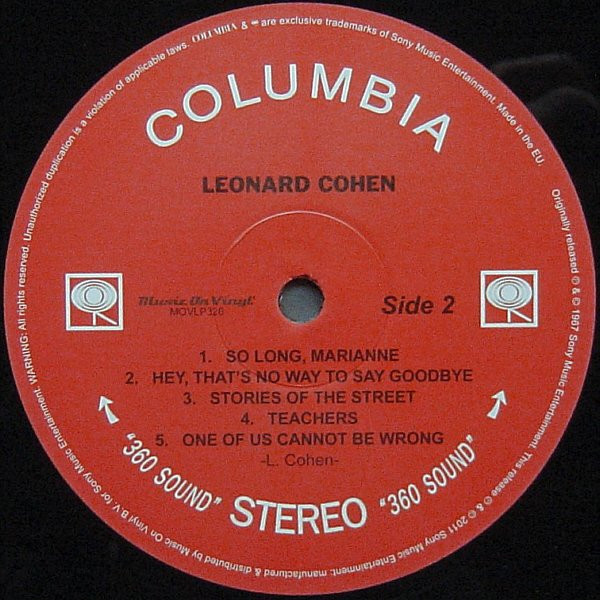 COLUMBIA
LEONARD COHEN
Music On Vinyl
MOVLP320
Side 2
1. SO LONG, MARIANNE
2. HEY, THAT'S NO WAY TO SAY GOODBYE
3. STORIES OF THE STREET
4. TEACHERS
5. ONE OF US CANNOT BE WRONG
-L. Cohen-
"360 SOUND" STEREO "360 SOUND"
Originally released ℗ & © 1967 Sony Music Entertainment. This release ℗ & © 2011 Sony Music Entertainment. manufactured & distributed by Music On Vinyl B.V. for Sony Music Entertainment. WARNING: All rights reserved. Unauthorized duplication is a violation of applicable laws. COLUMBIA & are exclusive trademarks of Sony Music Entertainment. Made in the EU.